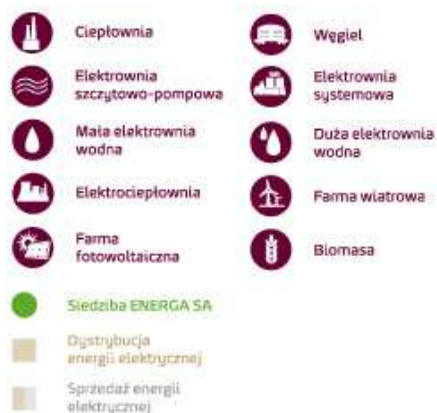 Ciepłownia
Węgiel
Elektrownia
szczytowo-pompowa
Elektrownia
systemowa
Mała elektrownia
wodna
Duża elektrownia
wodna
Elektrociepłownia
Farma wiatrowa
Farma
fotowoltaiczna
Biomasa
Siedziba ENERGA SA
Dystrybucja
energii elektrycznej
Sprzedaż energii
elektrycznej